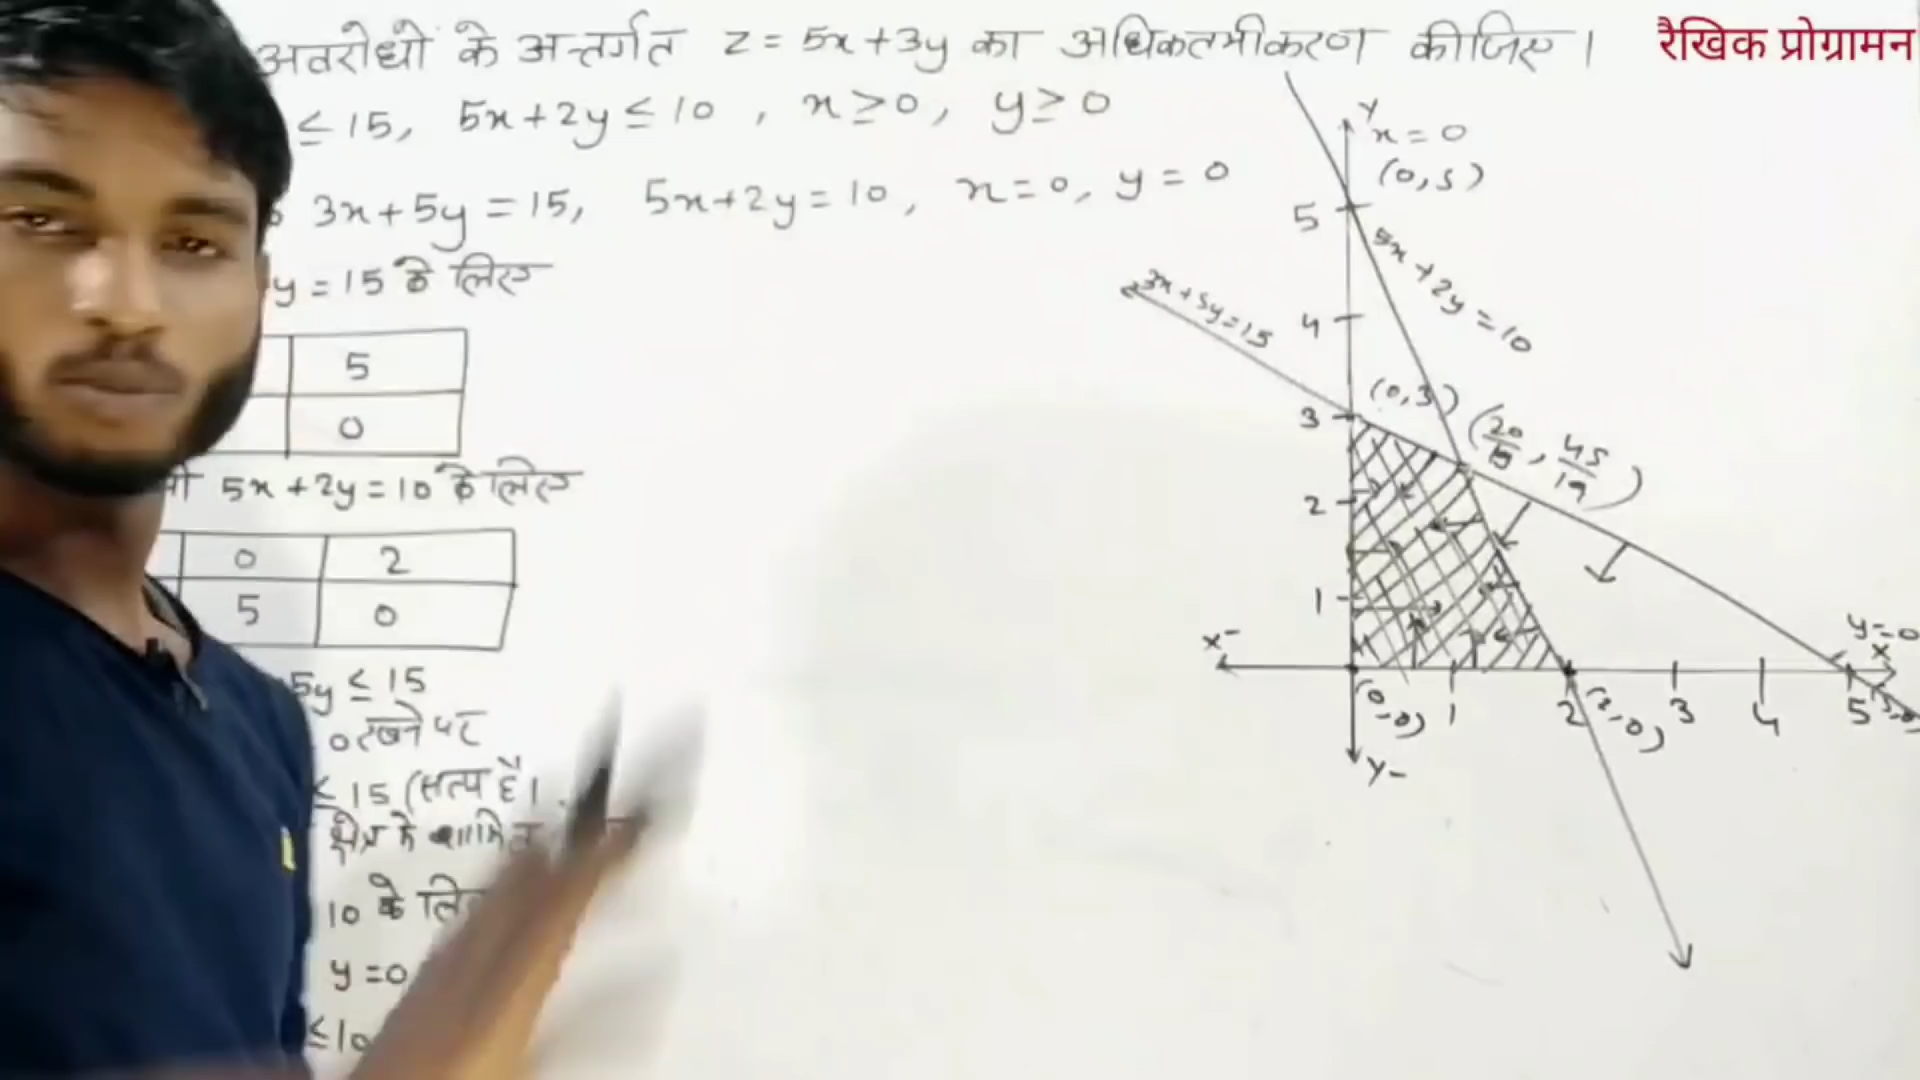 अवरोधों के अन्तर्गत z = 5x+3y का अधिकतमीकरण कीजिए।
रैखिक प्रोग्रामन
≤ 15, 5x+2y ≤ 10 , x ≥ 0, y ≥ 0
3x+5y = 15, 5x+2y = 10, x = 0, y = 0
y = 15 के लिए
5
0
5x+2y = 10 के लिए
0 2
5 0
5y ≤ 15
0 रखने पर
≤ 15 (सत्य है।
10 के
y = 0
≤ 10
Y
x = 0
(0,5)
5
5x+2y = 10
3x+5y=15
4
(0,3)
3
(20/19, 45/19)
2
1
y=0
X
X-
(0,0) 1 2 (2,0) 3 4 5 (5,0)
Y-